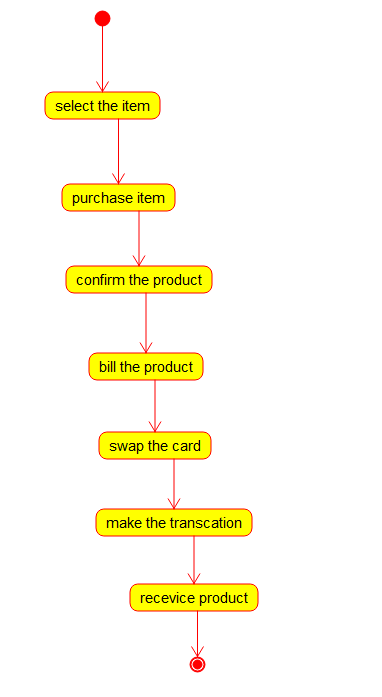 select the item
purchase item
confirm the product
bill the product
swap the card
make the transcation
recevice product